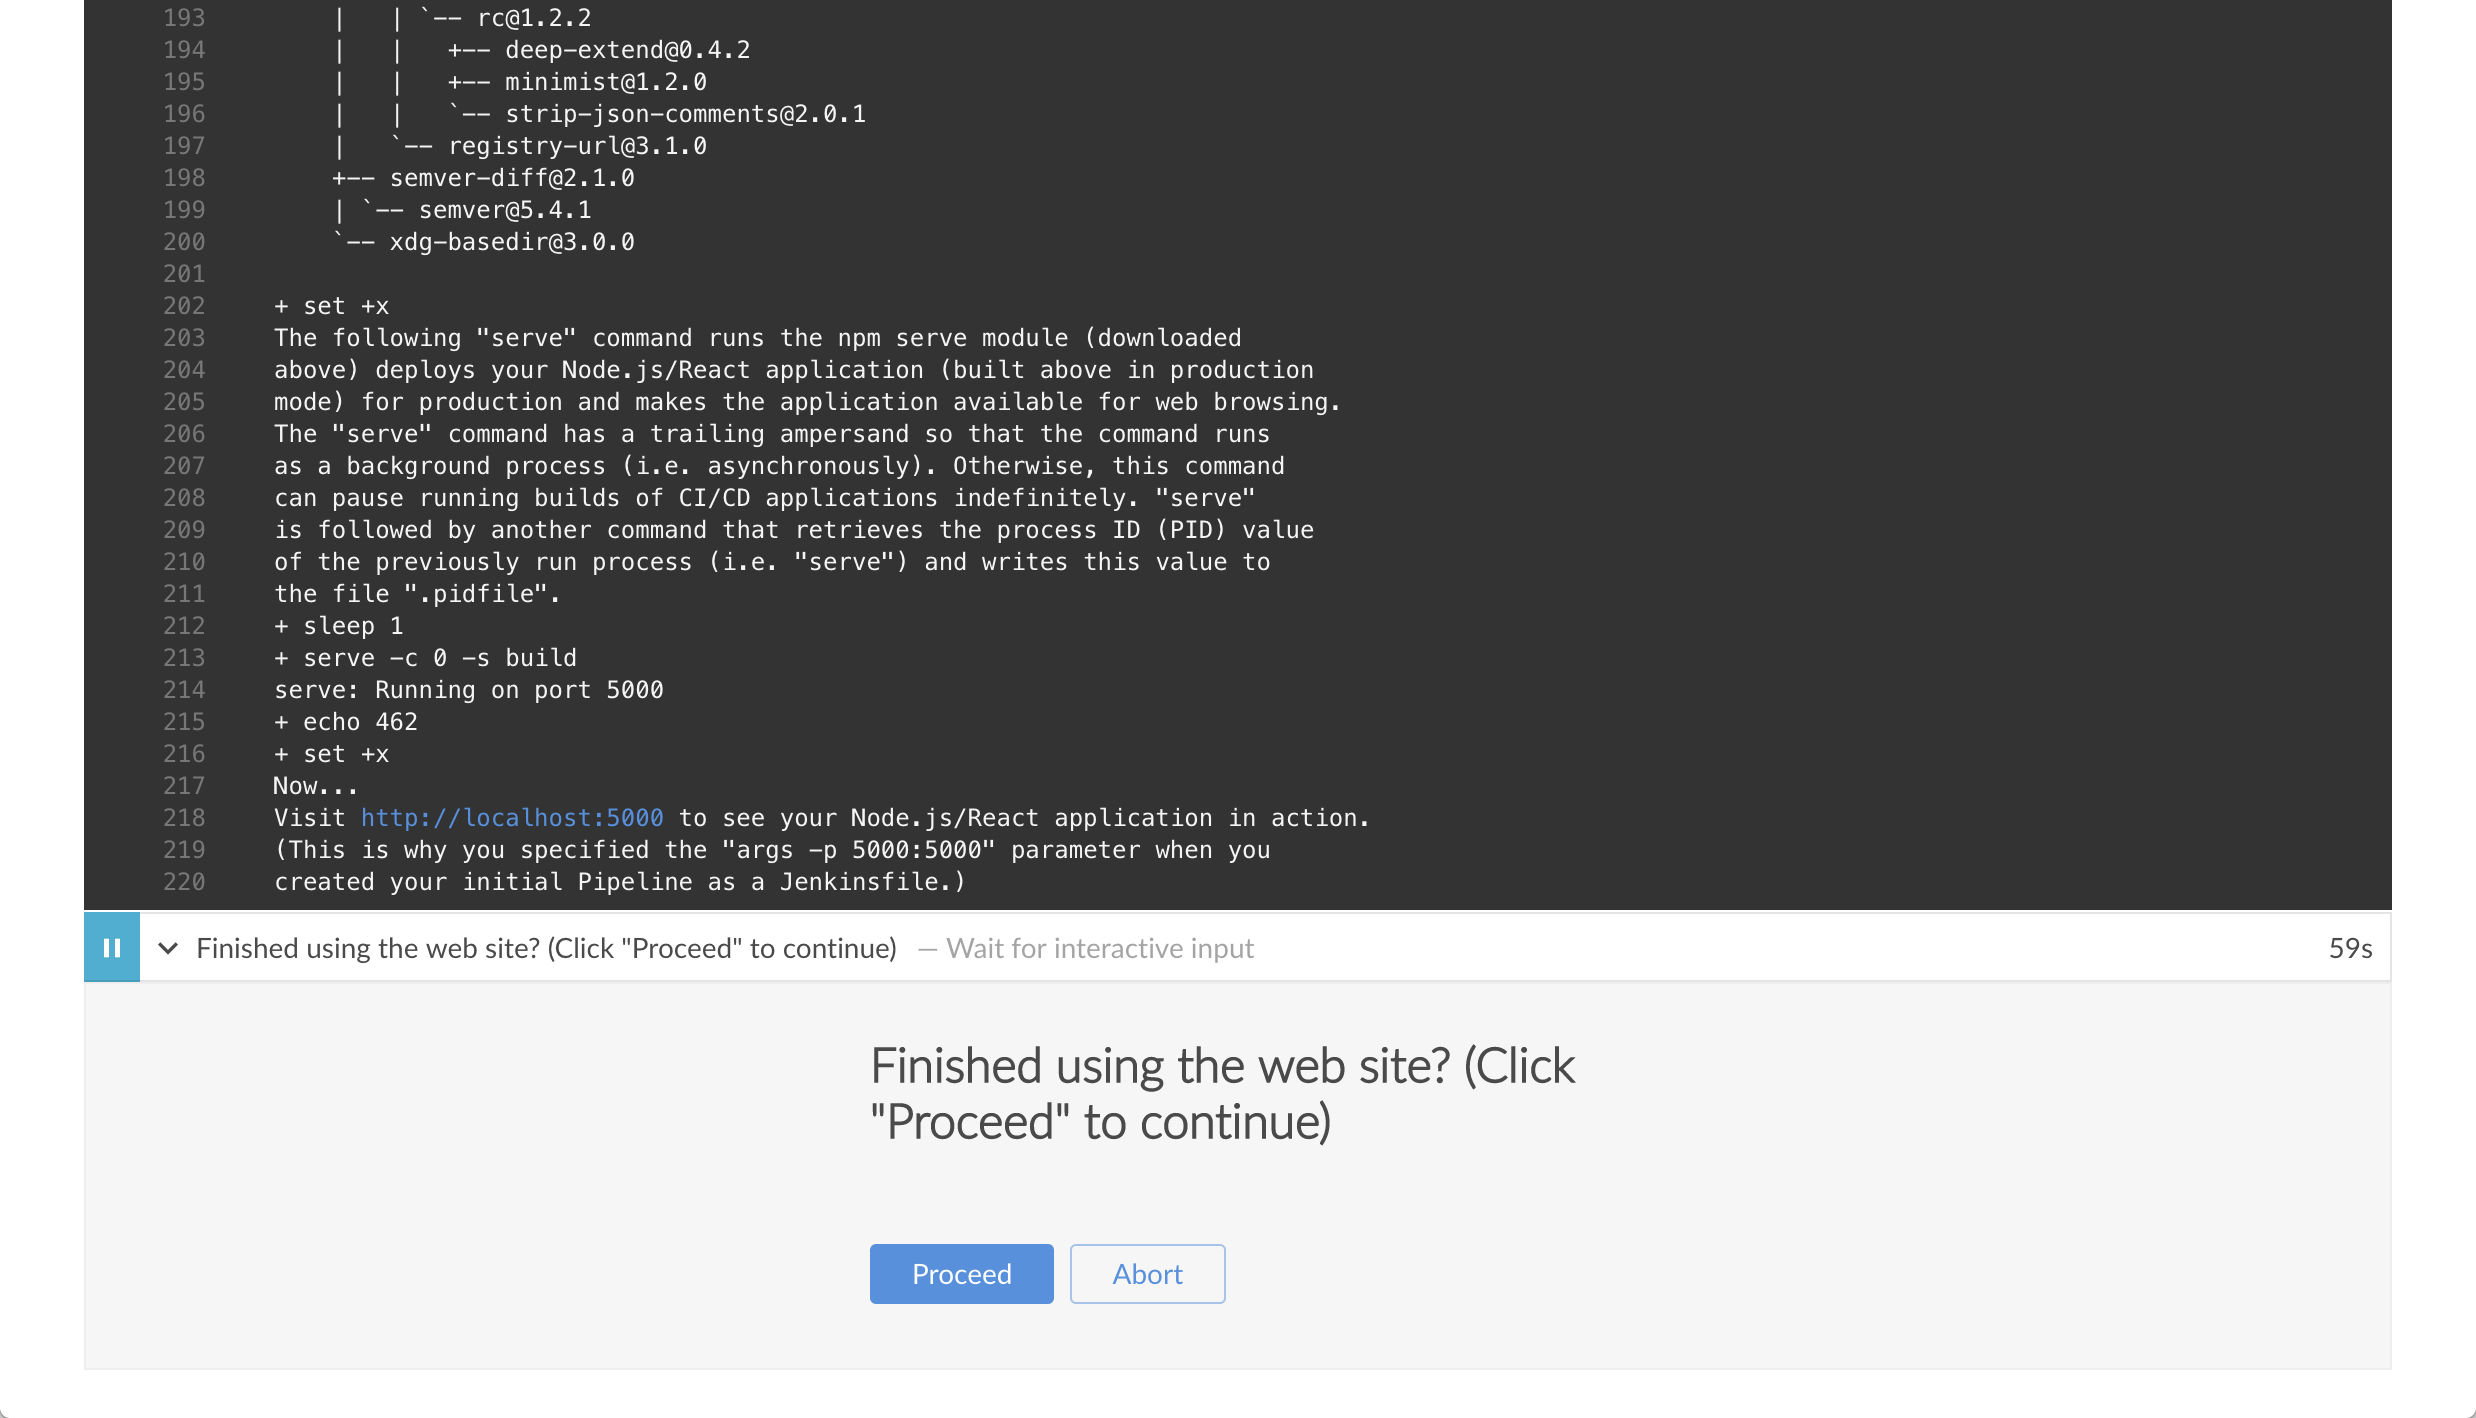 193 | | `-- rc@1.2.2
194 | | +-- deep-extend@0.4.2
195 | | +-- minimist@1.2.0
196 | | `-- strip-json-comments@2.0.1
197 | `-- registry-url@3.1.0
198 +-- semver-diff@2.1.0
199 | `-- semver@5.4.1
200 `-- xdg-basedir@3.0.0
201
202 + set +x
203 The following "serve" command runs the npm serve module (downloaded
204 above) deploys your Node.js/React application (built above in production
205 mode) for production and makes the application available for web browsing.
206 The "serve" command has a trailing ampersand so that the command runs
207 as a background process (i.e. asynchronously). Otherwise, this command
208 can pause running builds of CI/CD applications indefinitely. "serve"
209 is followed by another command that retrieves the process ID (PID) value
210 of the previously run process (i.e. "serve") and writes this value to
211 the file ".pidfile".
212 + sleep 1
213 + serve -c 0 -s build
214 serve: Running on port 5000
215 + echo 462
216 + set +x
217 Now...
218 Visit http://localhost:5000 to see your Node.js/React application in action.
219 (This is why you specified the "args -p 5000:5000" parameter when you
220 created your initial Pipeline as a Jenkinsfile.)
Finished using the web site? (Click "Proceed" to continue) — Wait for interactive input 59s
Finished using the web site? (Click
"Proceed" to continue)
Proceed Abort